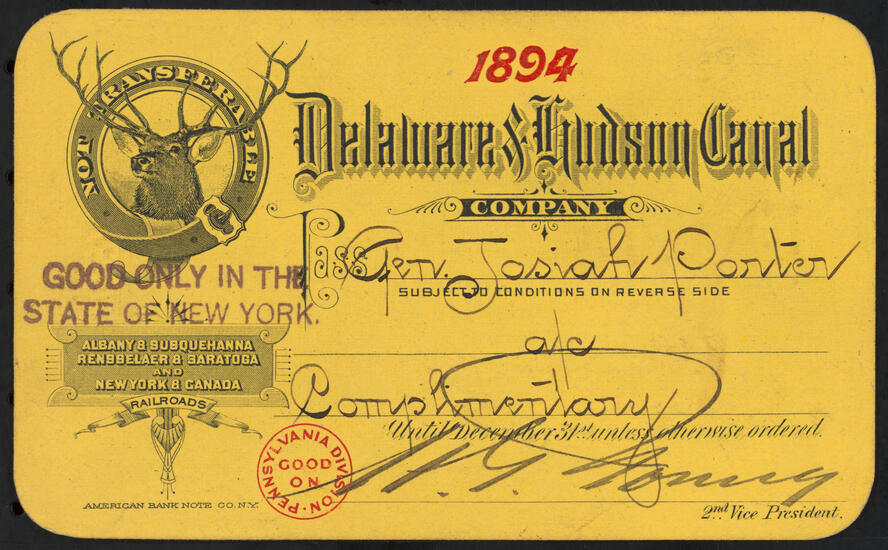 1894
NOT TRANSFERABLE
Delaware & Hudson Canal
COMPANY
Pass Gen. Josiah Porter
SUBJECT TO CONDITIONS ON REVERSE SIDE
GOOD ONLY IN THE
STATE OF NEW YORK.
a/c
ALBANY & SUSQUEHANNA
RENSSELAER & SARATOGA
AND
NEW YORK & CANADA
RAILROADS
Complimentary
Until December 31st unless otherwise ordered.
PENNSYLVANIA DIVISION
GOOD
ON
H. G. Young
2nd Vice President.
AMERICAN BANK NOTE CO. N.Y.